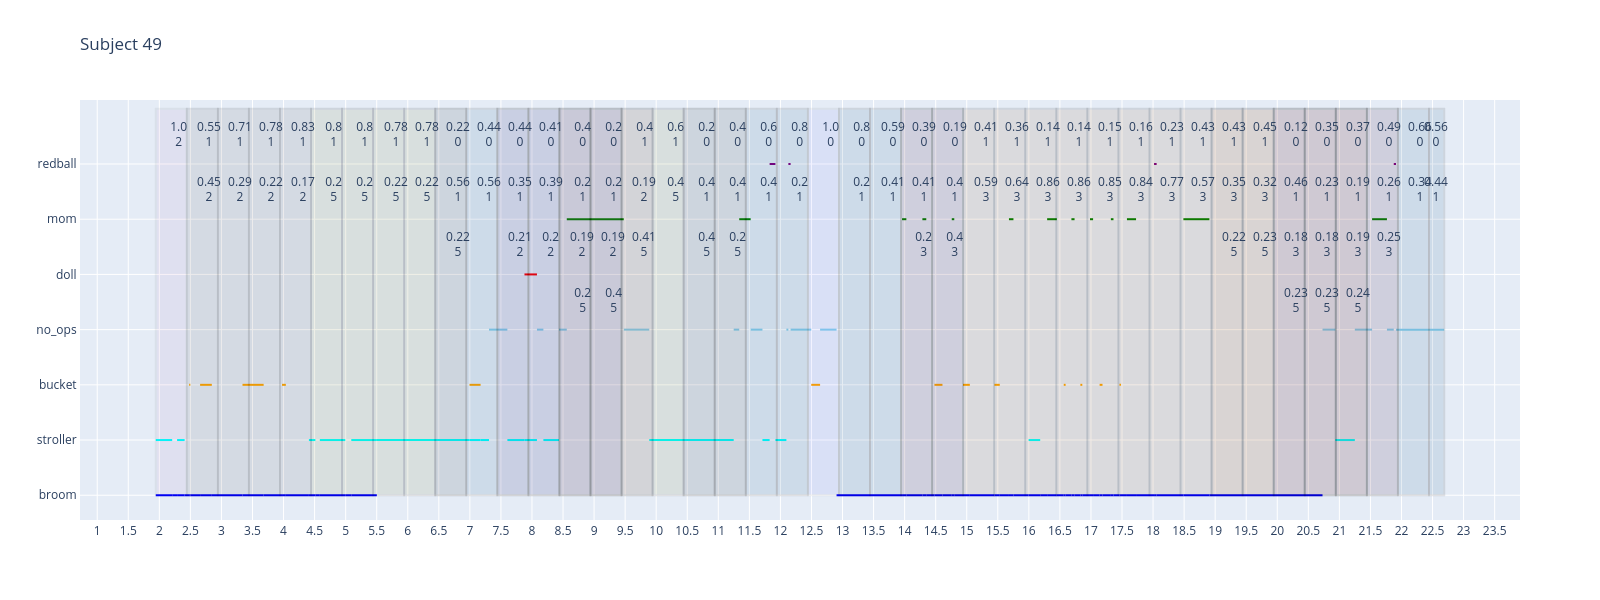 Subject 49
1.0 0.55 0.71 0.78 0.83 0.8 0.8 0.78 0.78 0.22 0.44 0.44 0.41 0.4 0.2 0.4 0.6 0.2 0.4 0.6 0.8 1.0 0.8 0.59 0.39 0.19 0.41 0.36 0.14 0.14 0.15 0.16 0.23 0.43 0.43 0.45 0.12 0.35 0.37 0.49 0.56
2 1 1 1 1 1 1 1 1 0 0 0 0 0 0 1 1 0 0 0 0 0 0 0 0 0 1 1 1 1 1 1 1 1 1 1 0 0 0 0 0 0
redball
0.45 0.29 0.22 0.17 0.2 0.2 0.22 0.22 0.56 0.56 0.35 0.39 0.2 0.2 0.19 0.4 0.4 0.4 0.4 0.2 0.2 0.41 0.41 0.4 0.59 0.64 0.86 0.86 0.85 0.84 0.77 0.57 0.35 0.32 0.46 0.23 0.19 0.26 0.44
2 2 2 2 5 5 5 5 1 1 1 1 1 1 2 5 1 1 1 1 1 1 1 1 3 3 3 3 3 3 3 3 3 3 1 1 1 1 1 1
mom
0.22 0.21 0.2 0.19 0.19 0.41 0.4 0.2 0.2 0.4 0.22 0.23 0.18 0.18 0.19 0.25
5 2 2 2 2 5 5 5 3 3 5 5 3 3 3 3
doll
0.2 0.4 0.23 0.23 0.24
5 5 5 5 5
no_ops
bucket
stroller
broom
1 1.5 2 2.5 3 3.5 4 4.5 5 5.5 6 6.5 7 7.5 8 8.5 9 9.5 10 10.5 11 11.5 12 12.5 13 13.5 14 14.5 15 15.5 16 16.5 17 17.5 18 18.5 19 19.5 20 20.5 21 21.5 22 22.5 23 23.5